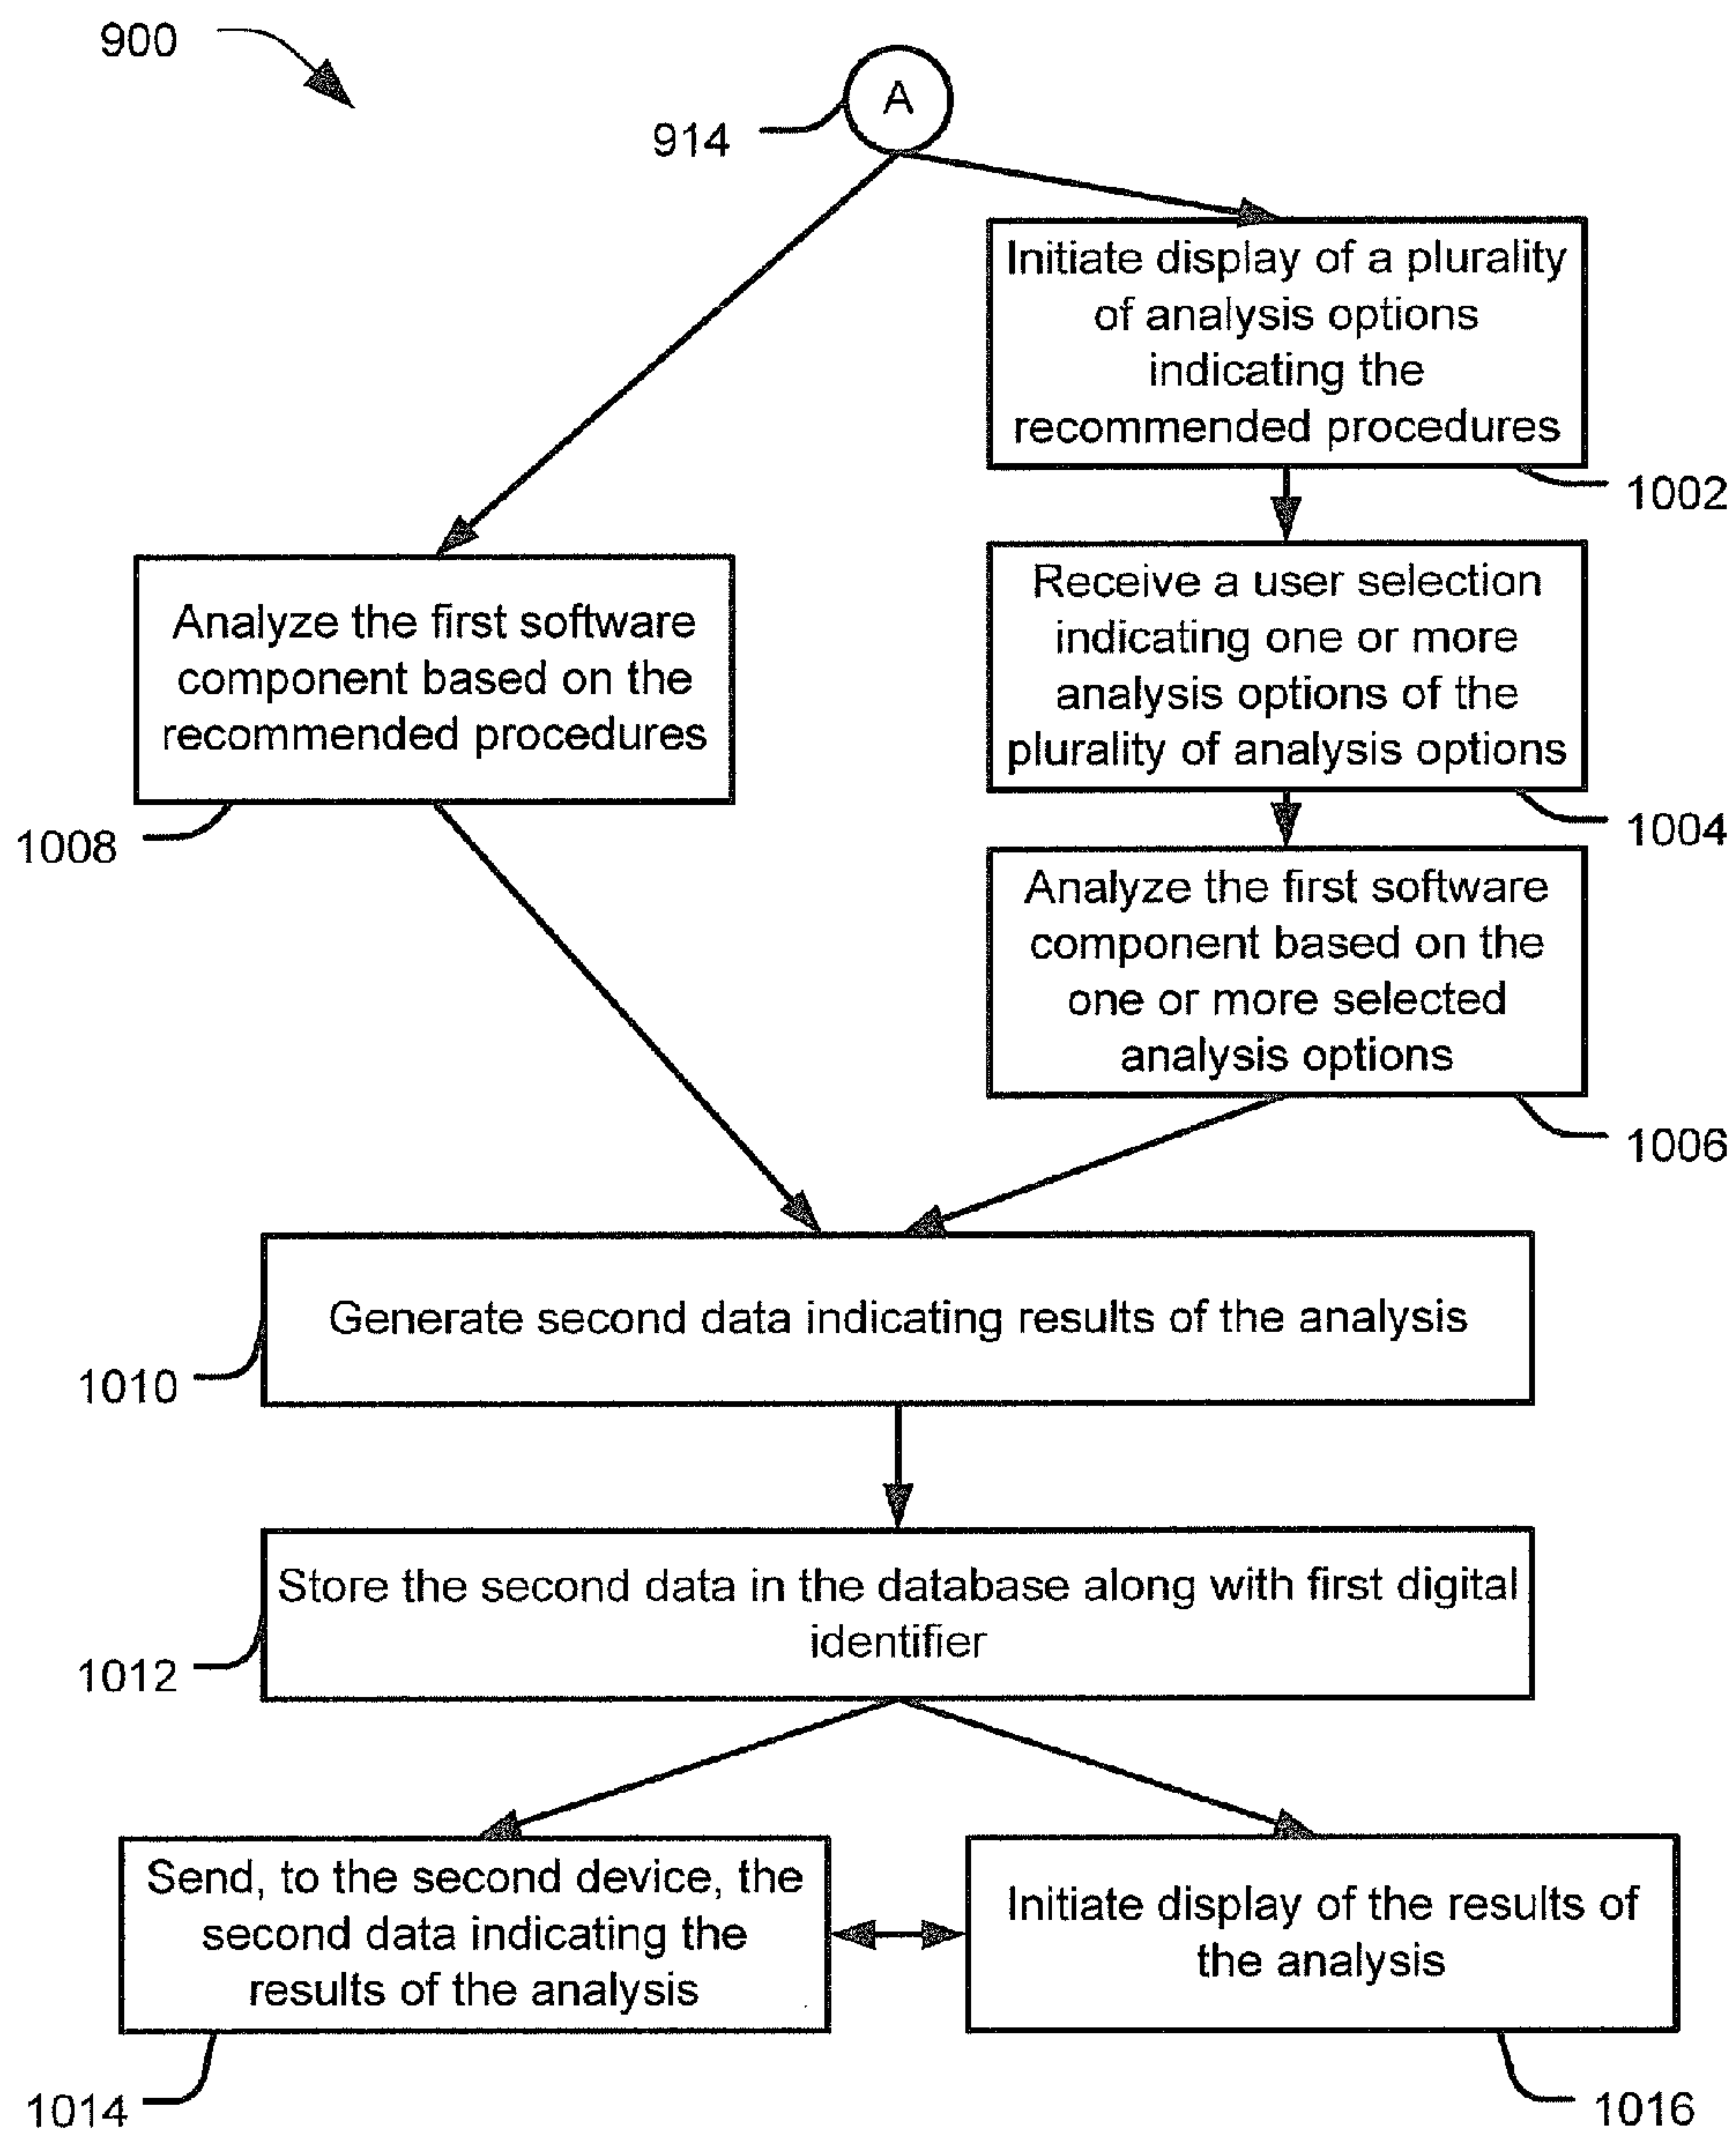 900
A
914
Initiate display of a plurality
of analysis options
indicating the
recommended procedures
1002
Receive a user selection
indicating one or more
analysis options of the
plurality of analysis options
1004
Analyze the first software
component based on the
recommended procedures
1008
Analyze the first software
component based on the
one or more selected
analysis options
1006
Generate second data indicating results of the analysis
1010
Store the second data in the database along with first digital
identifier
1012
Send, to the second device, the
second data indicating the
results of the analysis
1014
Initiate display of the results of
the analysis
1016